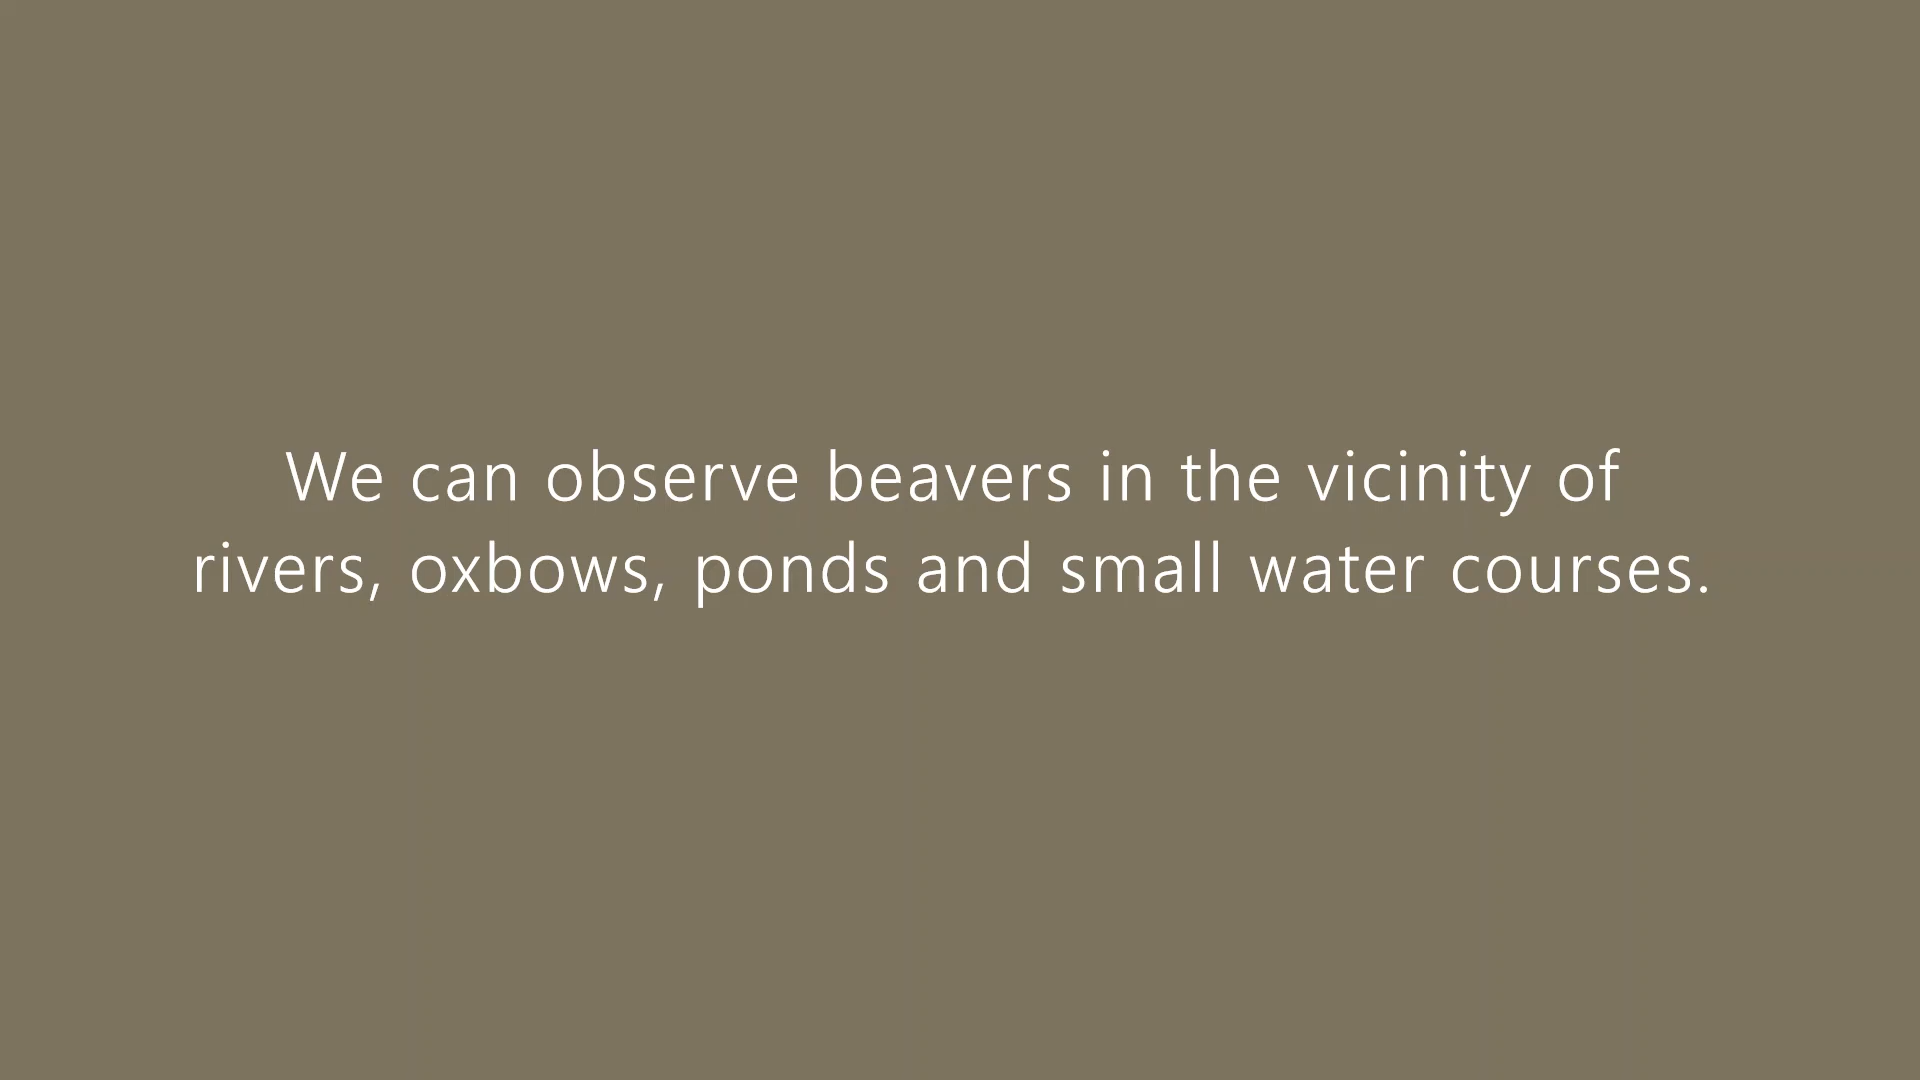 We can observe beavers in the vicinity of
rivers, oxbows, ponds and small water courses.